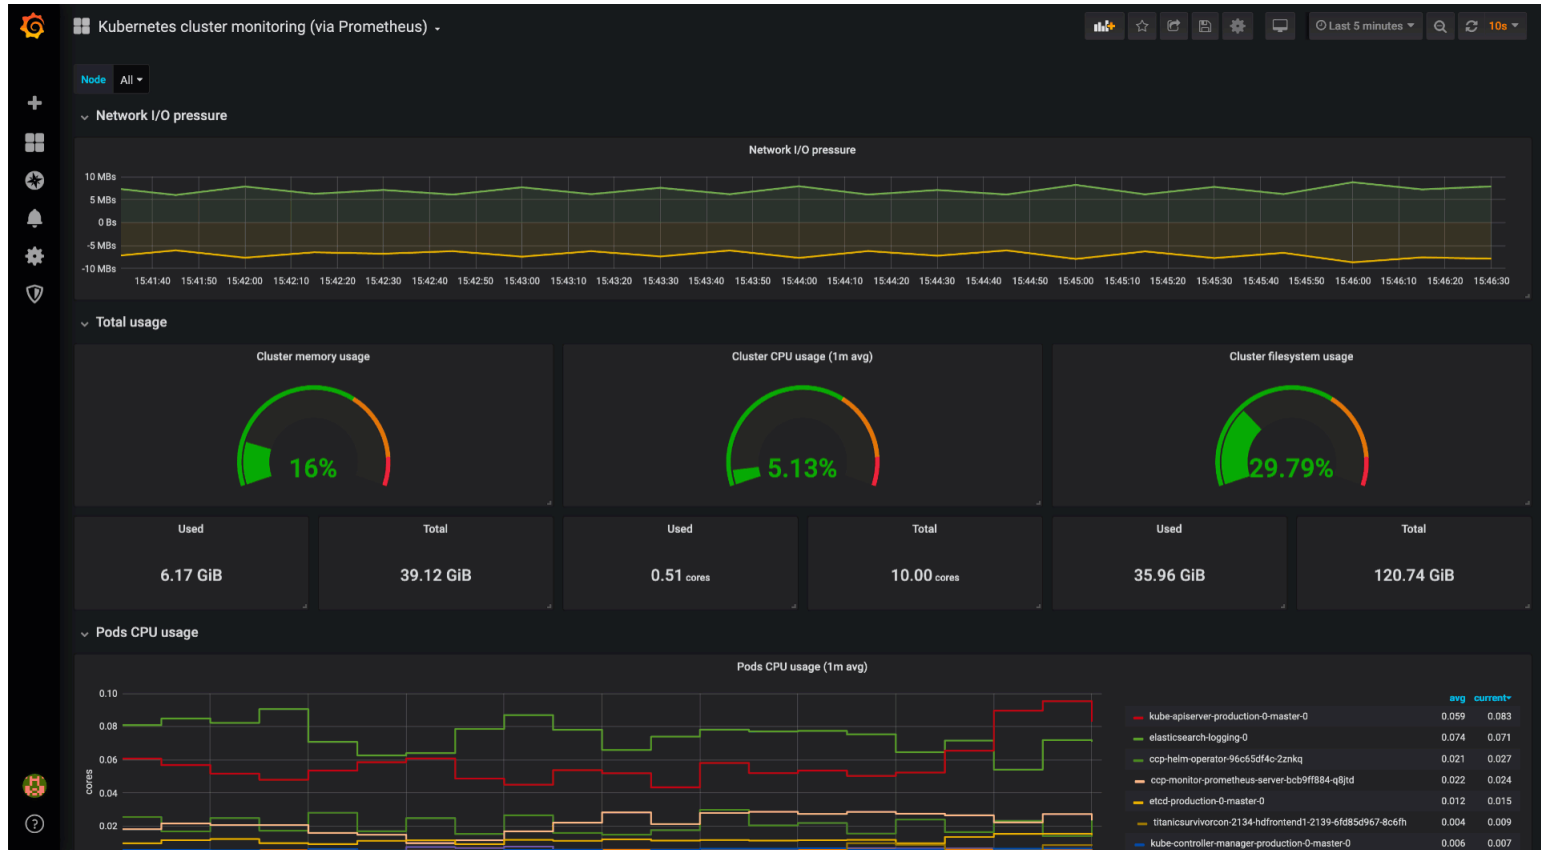 Kubernetes cluster monitoring (via Prometheus)
Last 5 minutes
10s
Node All
Network I/O pressure
Network I/O pressure
10 MBs
5 MBs
0 Bs
-5 MBs
-10 MBs
15:41:40 15:41:50 15:42:00 15:42:10 15:42:20 15:42:30 15:42:40 15:42:50 15:43:00 15:43:10 15:43:20 15:43:30 15:43:40 15:43:50 15:44:00 15:44:10 15:44:20 15:44:30 15:44:40 15:44:50 15:45:00 15:45:10 15:45:20 15:45:30 15:45:40 15:45:50 15:46:00 15:46:10 15:46:20 15:46:30
Total usage
Cluster memory usage
16%
Cluster CPU usage (1m avg)
5.13%
Cluster filesystem usage
29.79%
Used
6.17 GiB
Total
39.12 GiB
Used
0.51 cores
Total
10.00 cores
Used
35.96 GiB
Total
120.74 GiB
Pods CPU usage
Pods CPU usage (1m avg)
cores
0.10
0.08
0.06
0.04
0.02
avg current
kube-apiserver-production-0-master-0 0.059 0.083
elasticsearch-logging-0 0.074 0.071
ccp-helm-operator-96c65df4c-2znkq 0.021 0.027
ccp-monitor-prometheus-server-bcb9ff884-q8jtd 0.022 0.024
etcd-production-0-master-0 0.012 0.015
titanicsurvivorcon-2134-hdfrontend1-2139-6fd85d967-8c6fh 0.004 0.009
kube-controller-manager-production-0-master-0 0.006 0.007